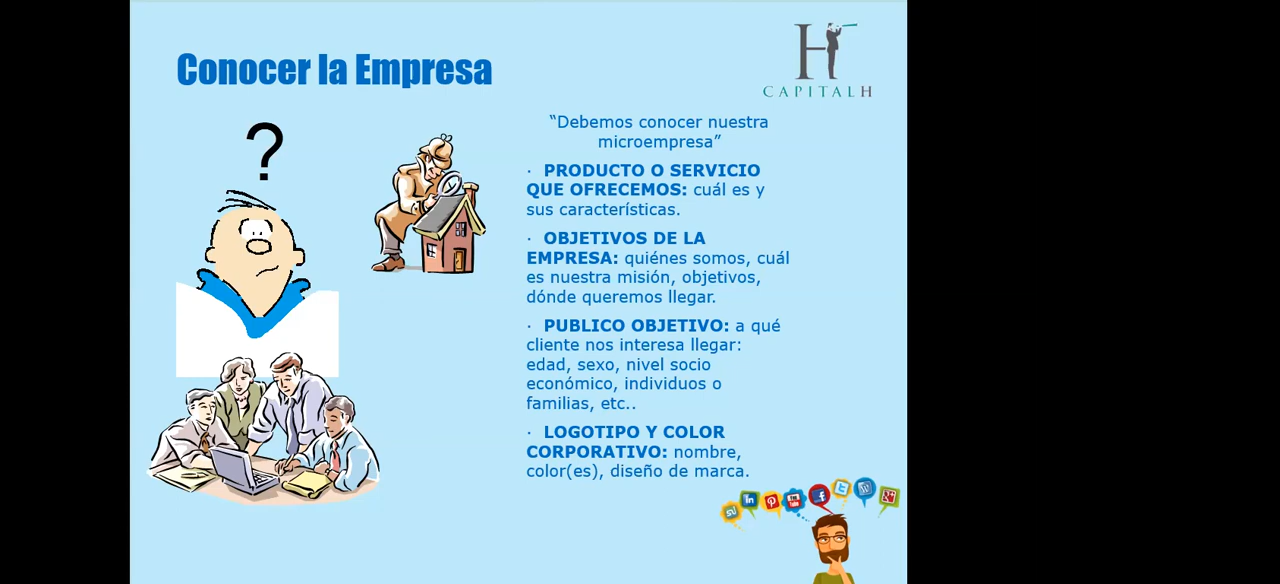 Conocer la Empresa
H
CAPITALH
?
“Debemos conocer nuestra
microempresa”
· PRODUCTO O SERVICIO
QUE OFRECEMOS: cuál es y
sus características.
· OBJETIVOS DE LA
EMPRESA: quiénes somos, cuál
es nuestra misión, objetivos,
dónde queremos llegar.
· PUBLICO OBJETIVO: a qué
cliente nos interesa llegar:
edad, sexo, nivel socio
económico, individuos o
familias, etc..
· LOGOTIPO Y COLOR
CORPORATIVO: nombre,
color(es), diseño de marca.
in